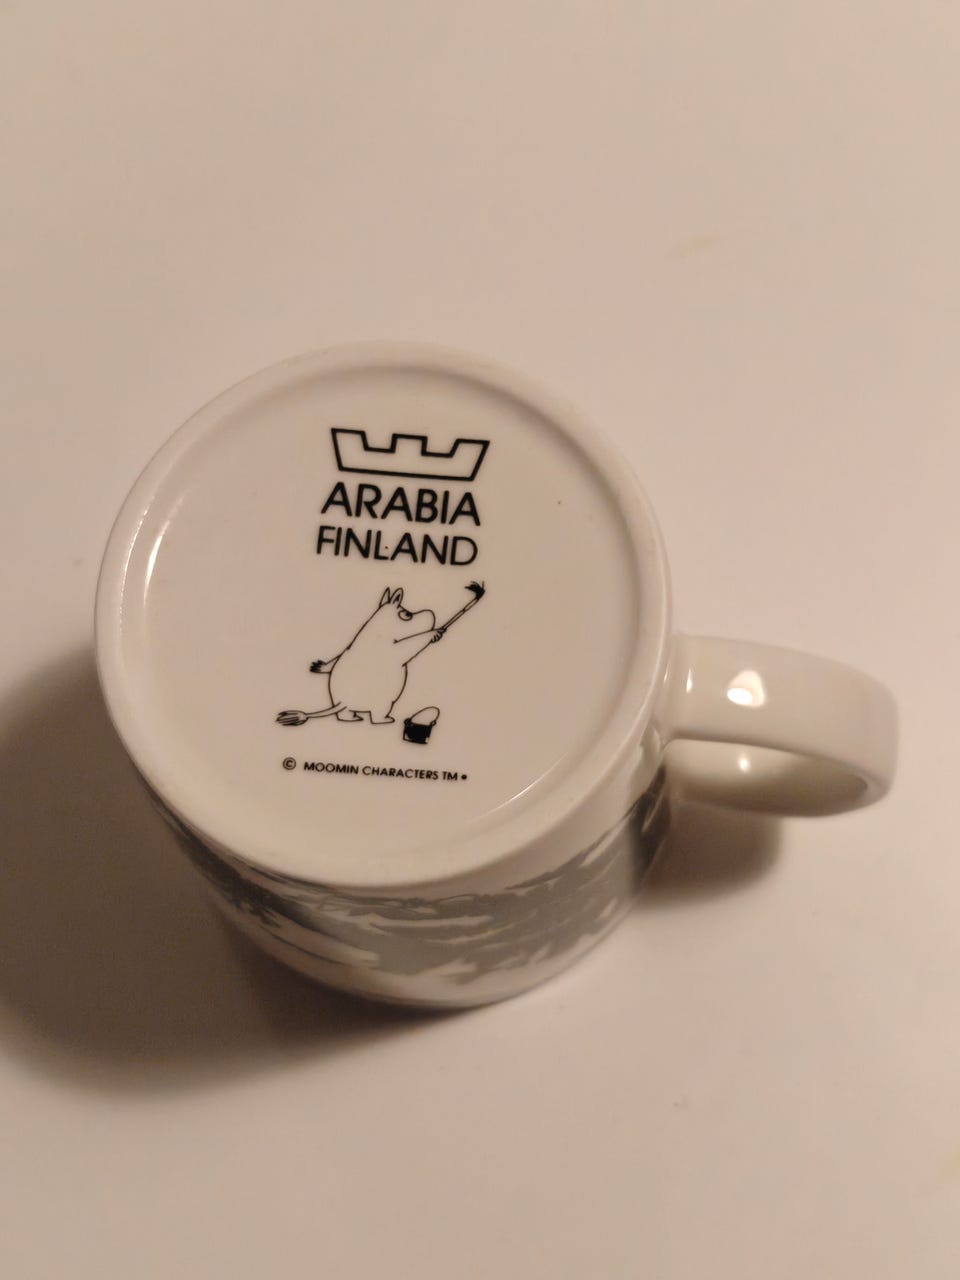 ARABIA
FINLAND
© MOOMIN CHARACTERS TM •